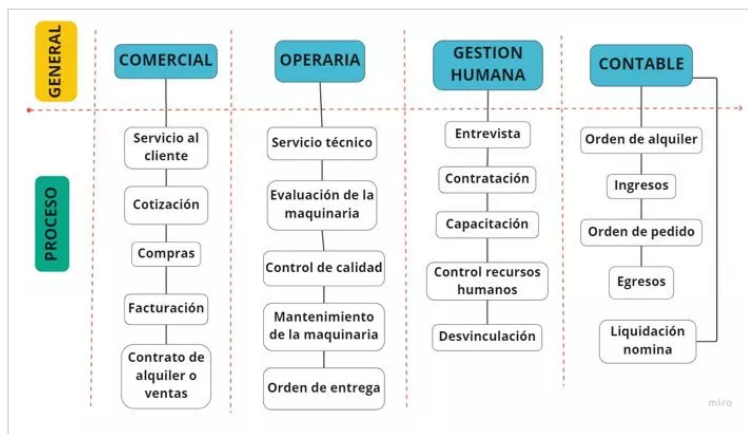 GENERAL
COMERCIAL
OPERARIA
GESTION
HUMANA
CONTABLE
PROCESO
Servicio al
cliente
Cotización
Compras
Facturación
Contrato de
alquiler o
ventas
Servicio técnico
Evaluación de la
maquinaria
Control de calidad
Mantenimiento
de la maquinaria
Orden de entrega
Entrevista
Contratación
Capacitación
Control recursos
humanos
Desvinculación
Orden de alquiler
Ingresos
Orden de pedido
Egresos
Liquidación
nomina
miro